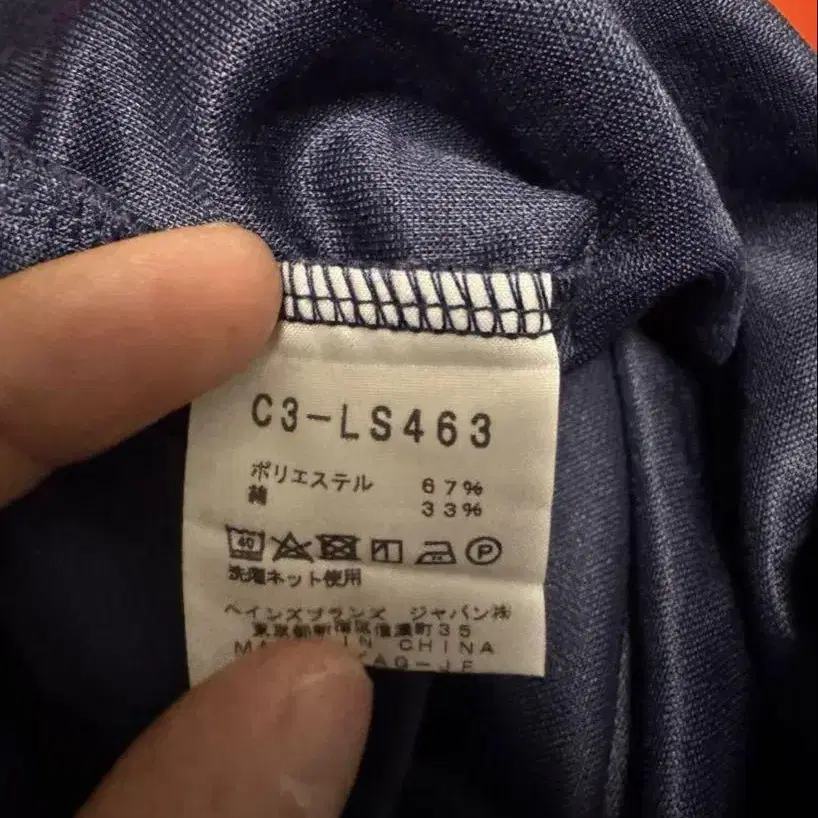 C3-LS463
ポリエステル 67%
綿 33%
40 P
洗濯ネット使用
ヘインズブランズ ジャパン㈱
東京都新宿区信濃町35
IN CHINA